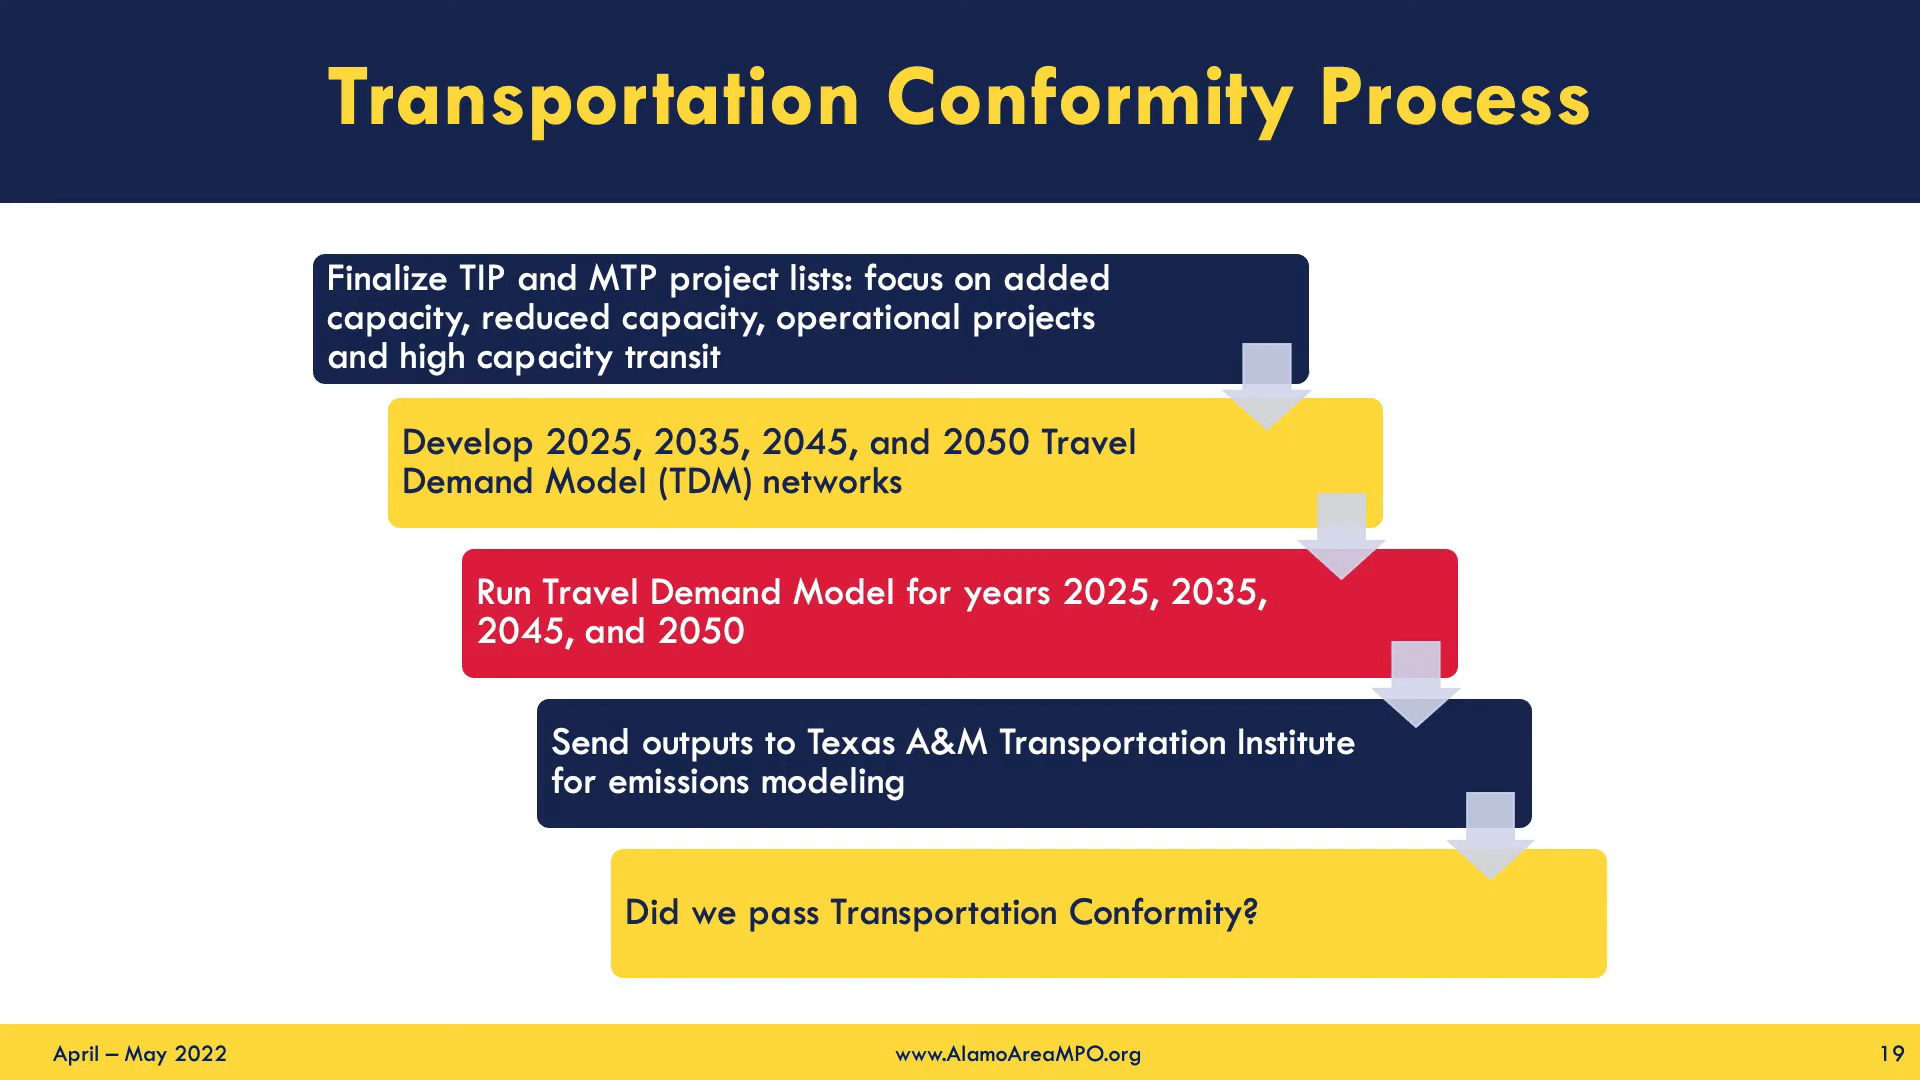 Transportation Conformity Process
Finalize TIP and MTP project lists: focus on added
capacity, reduced capacity, operational projects
and high capacity transit
Develop 2025, 2035, 2045, and 2050 Travel
Demand Model (TDM) networks
Run Travel Demand Model for years 2025, 2035,
2045, and 2050
Send outputs to Texas A&M Transportation Institute
for emissions modeling
Did we pass Transportation Conformity?
April – May 2022
www.AlamoAreaMPO.org
19